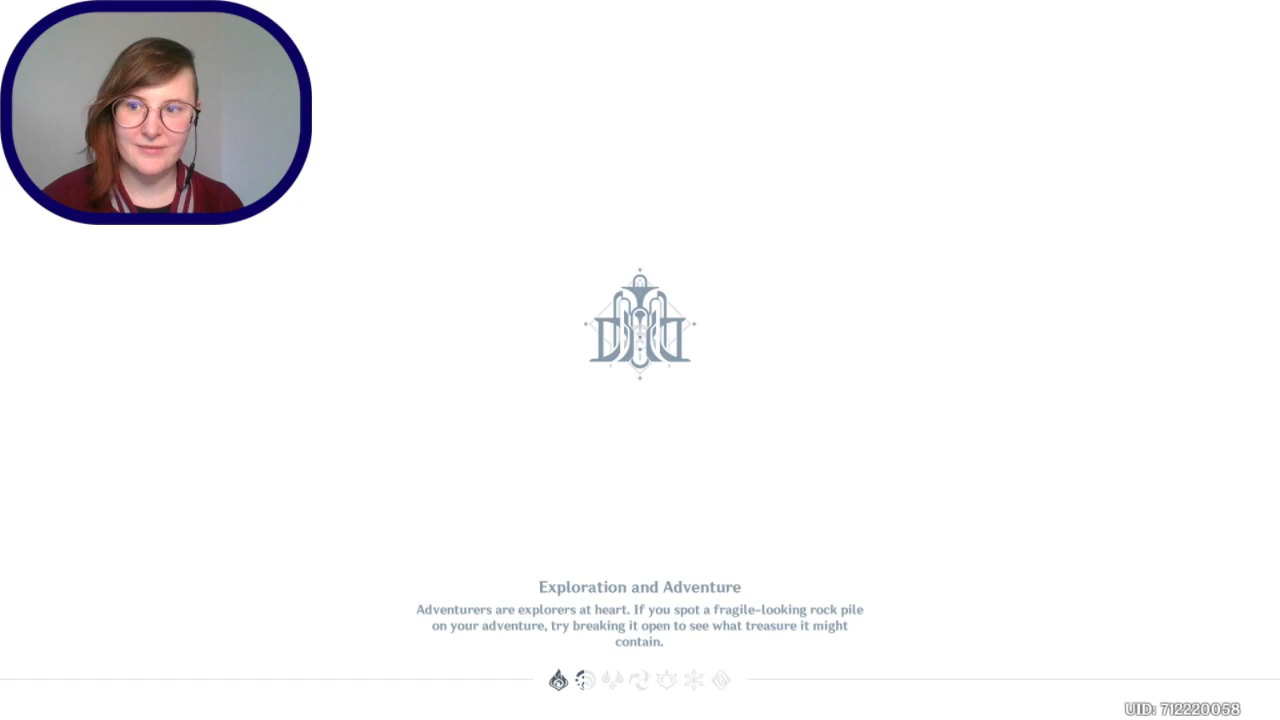 Exploration and Adventure
Adventurers are explorers at heart. If you spot a fragile-looking rock pile
on your adventure, try breaking it open to see what treasure it might
contain.
UID: 712220058